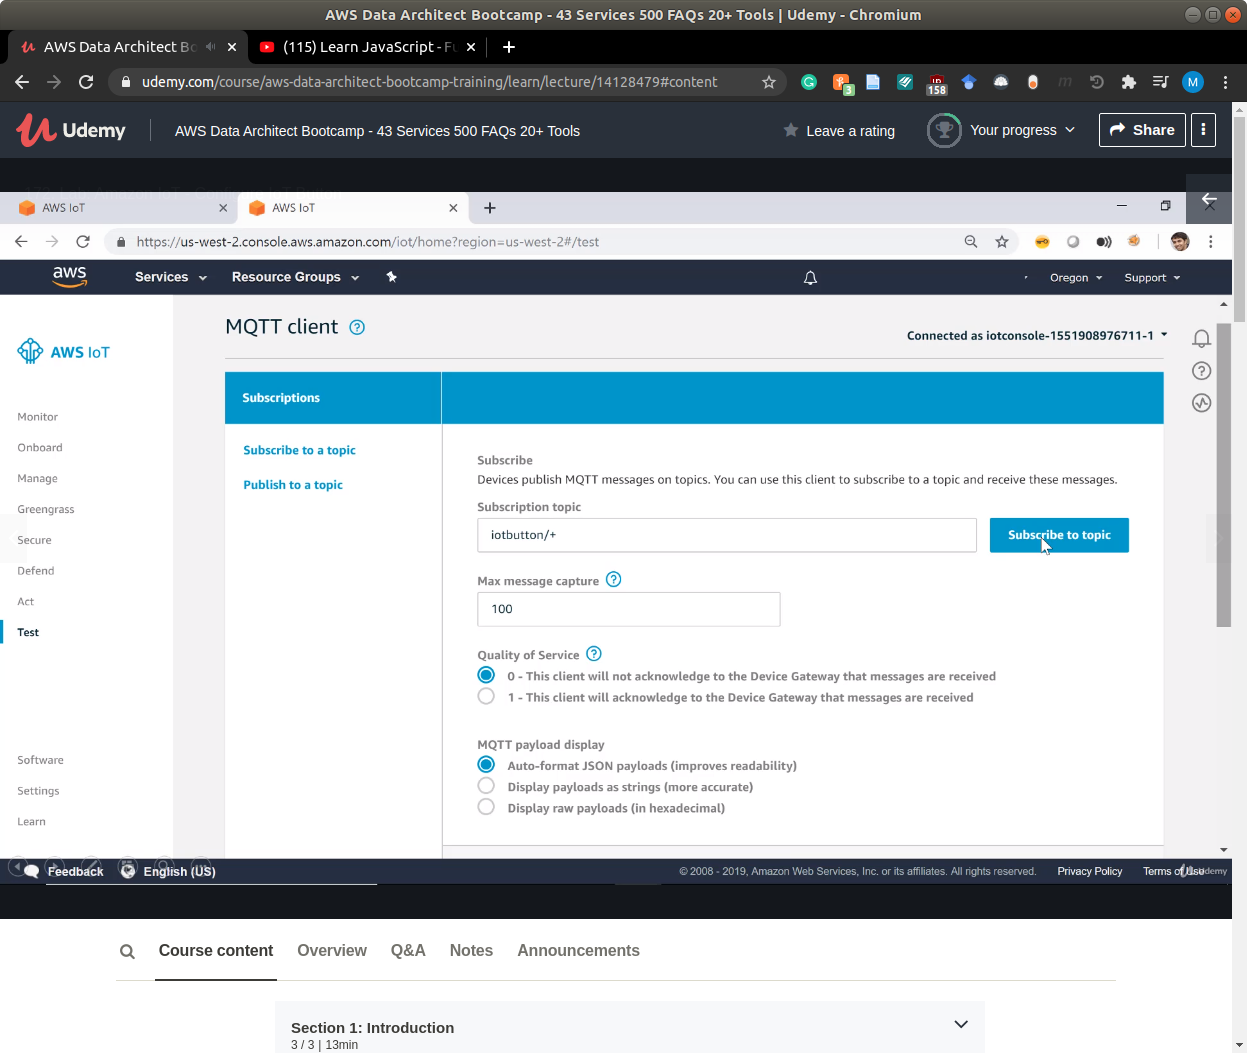 AWS Data Architect Bootcamp - 43 Services 500 FAQs 20+ Tools | Udemy - Chromium
AWS Data Architect Bo
(115) Learn JavaScript - Fu
udemy.com/course/aws-data-architect-bootcamp-training/learn/lecture/14128479#content
3
158
M
Udemy
AWS Data Architect Bootcamp - 43 Services 500 FAQs 20+ Tools
Leave a rating
Your progress
Share
AWS IoT
AWS IoT
https://us-west-2.console.aws.amazon.com/iot/home?region=us-west-2#/test
aws
Services
Resource Groups
Oregon
Support
MQTT client
Connected as iotconsole-1551908976711-1
AWS IoT
Monitor
Onboard
Manage
Greengrass
Secure
Defend
Act
Test
Software
Settings
Learn
Subscriptions
Subscribe to a topic
Publish to a topic
Subscribe
Devices publish MQTT messages on topics. You can use this client to subscribe to a topic and receive these messages.
Subscription topic
iotbutton/+
Subscribe to topic
Max message capture
100
Quality of Service
0 - This client will not acknowledge to the Device Gateway that messages are received
1 - This client will acknowledge to the Device Gateway that messages are received
MQTT payload display
Auto-format JSON payloads (improves readability)
Display payloads as strings (more accurate)
Display raw payloads (in hexadecimal)
Feedback
English (US)
© 2008 - 2019, Amazon Web Services, Inc. or its affiliates. All rights reserved.
Privacy Policy
Terms of Use
Udemy
Course content
Overview
Q&A
Notes
Announcements
Section 1: Introduction
3 / 3 | 13min